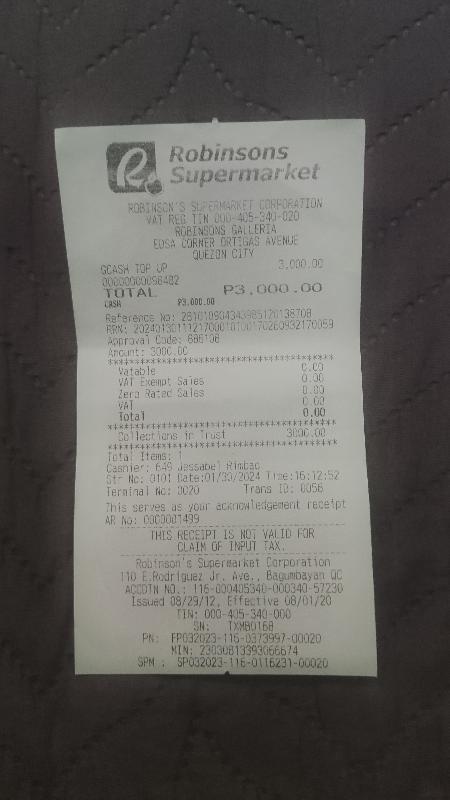 Robinsons
Supermarket
ROBINSON'S SUPERMARKET CORPORATION
VAT REG TIN 000-405-340-020
ROBINSONS GALLERIA
EDSA CORNER ORTIGAS AVENUE
QUEZON CITY
GCASH TOP UP 3,000.00
00000000098482
TOTAL P3,000.00
CASH P3,000.00
Reference No: 281010904343985120138708
RRN: 20240130111217000101001702609321 70059
Approval Code: 686108
Amount: 3000.00
************************************
Vatable 0.00
VAT Exempt Sales 0.00
Zero Rated Sales 0.00
VAT 0.00
Total 0.00
************************************
Collections in Trust 3000.00
************************************
Total Items: 1
Cashier: 649 Jessabel Rimbao
Str No: 0101 Date:01/30/2024 Time:16:12:52
Terminal No: 0020 Trans ID: 0056
This serves as your acknowledgement receipt
AR No: 0000001499
THIS RECEIPT IS NOT VALID FOR
CLAIM OF INPUT TAX.
Robinson's Supermarket Corporation
110 E.Rodriguez Jr. Ave., Bagumbayan QC
ACCDTN NO.: 116-000405340-000340-57230
Issued 08/29/12, Effective 08/01/20
TIN: 000-405-340-000
SN: TXMB0168
PN: FP032023-116-0373997-00020
MIN: 23030813393066674
SPM : SP032023-116-0116231-00020